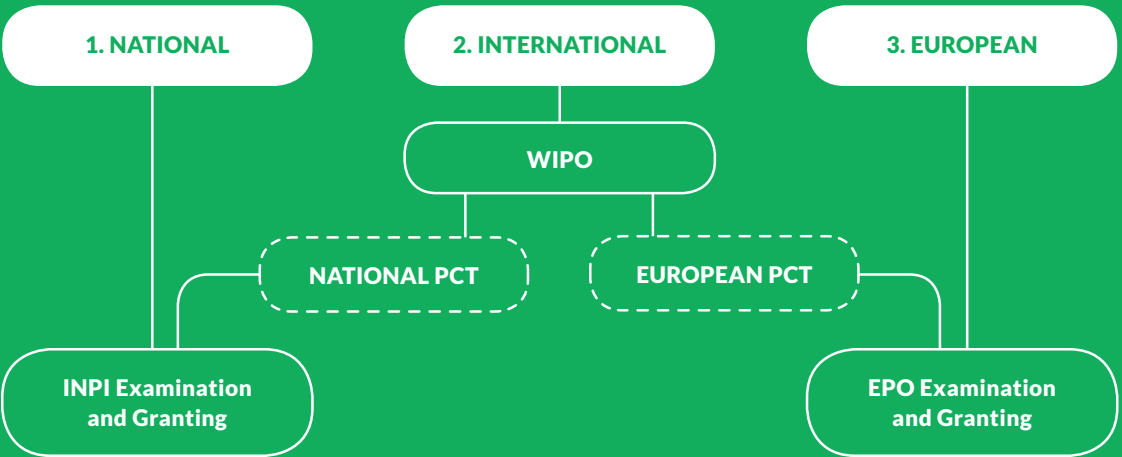 1. NATIONAL
2. INTERNATIONAL
3. EUROPEAN
WIPO
NATIONAL PCT
EUROPEAN PCT
INPI Examination
and Granting
EPO Examination
and Granting